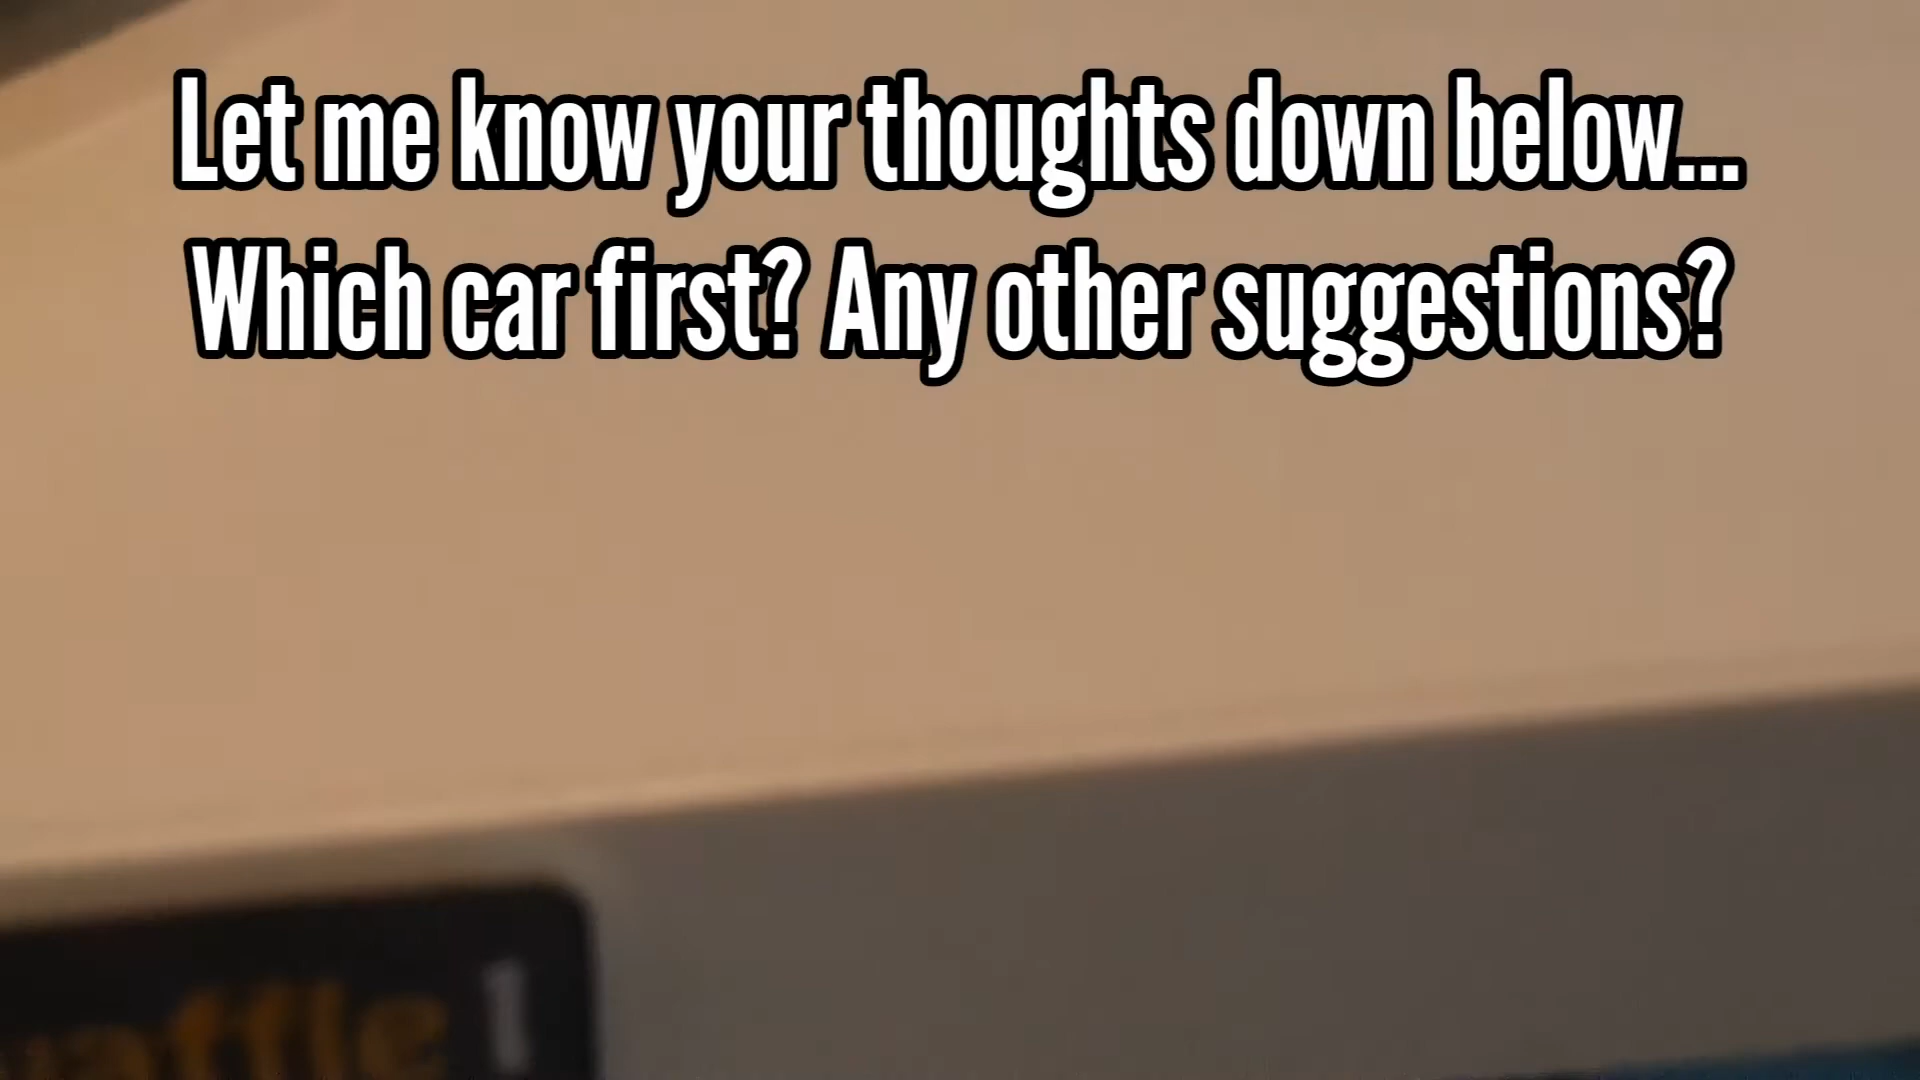 Let me know your thoughts down below...
Which car first? Any other suggestions?